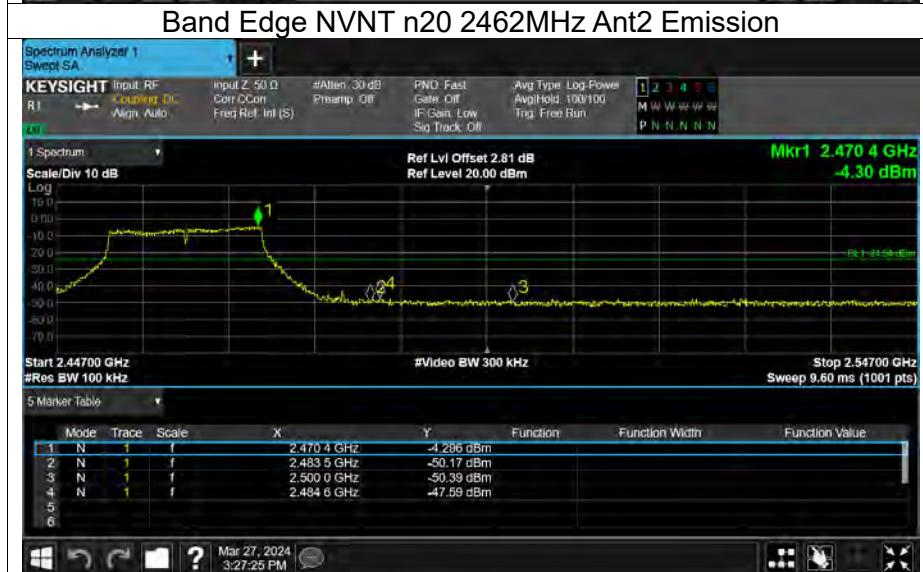 Band Edge NVNT n20 2462MHz Ant2 Emission
Spectrum Analyzer 1
Swept SA
+
KEYSIGHT Input: RF Input Z: 50 Ω #Atten: 30 dB PNO: Fast Avg Type: Log-Power 1 2 3 4 5 6
R L Coupling: DC Corr CCorr Preamp: Off Gate: Off Avg|Hold: 100/100 M W W W W W
Align: Auto Freq Ref: Int (S) IF Gain: Low Trig: Free Run
Sig Track: Off P N N N N N
1 Spectrum
Ref Lvl Offset 2.81 dB
Mkr1 2.470 4 GHz
Scale/Div 10 dB
Ref Level 20.00 dBm
-4.30 dBm
Log
10.0
0.00
-10.0
-20.0
-30.0
-40.0
-50.0
-60.0
-70.0
1
2
4
3
Start 2.44700 GHz
#Video BW 300 kHz
Stop 2.54700 GHz
#Res BW 100 kHz
Sweep 9.60 ms (1001 pts)
5 Marker Table
Mode Trace Scale X Y Function Function Width Function Value
1 N 1 f 2.470 4 GHz -4.296 dBm
2 N 1 f 2.483 5 GHz -50.17 dBm
3 N 1 f 2.500 0 GHz -50.39 dBm
4 N 1 f 2.484 6 GHz -47.59 dBm
5
6
?
Mar 27, 2024
3:27:25 PM